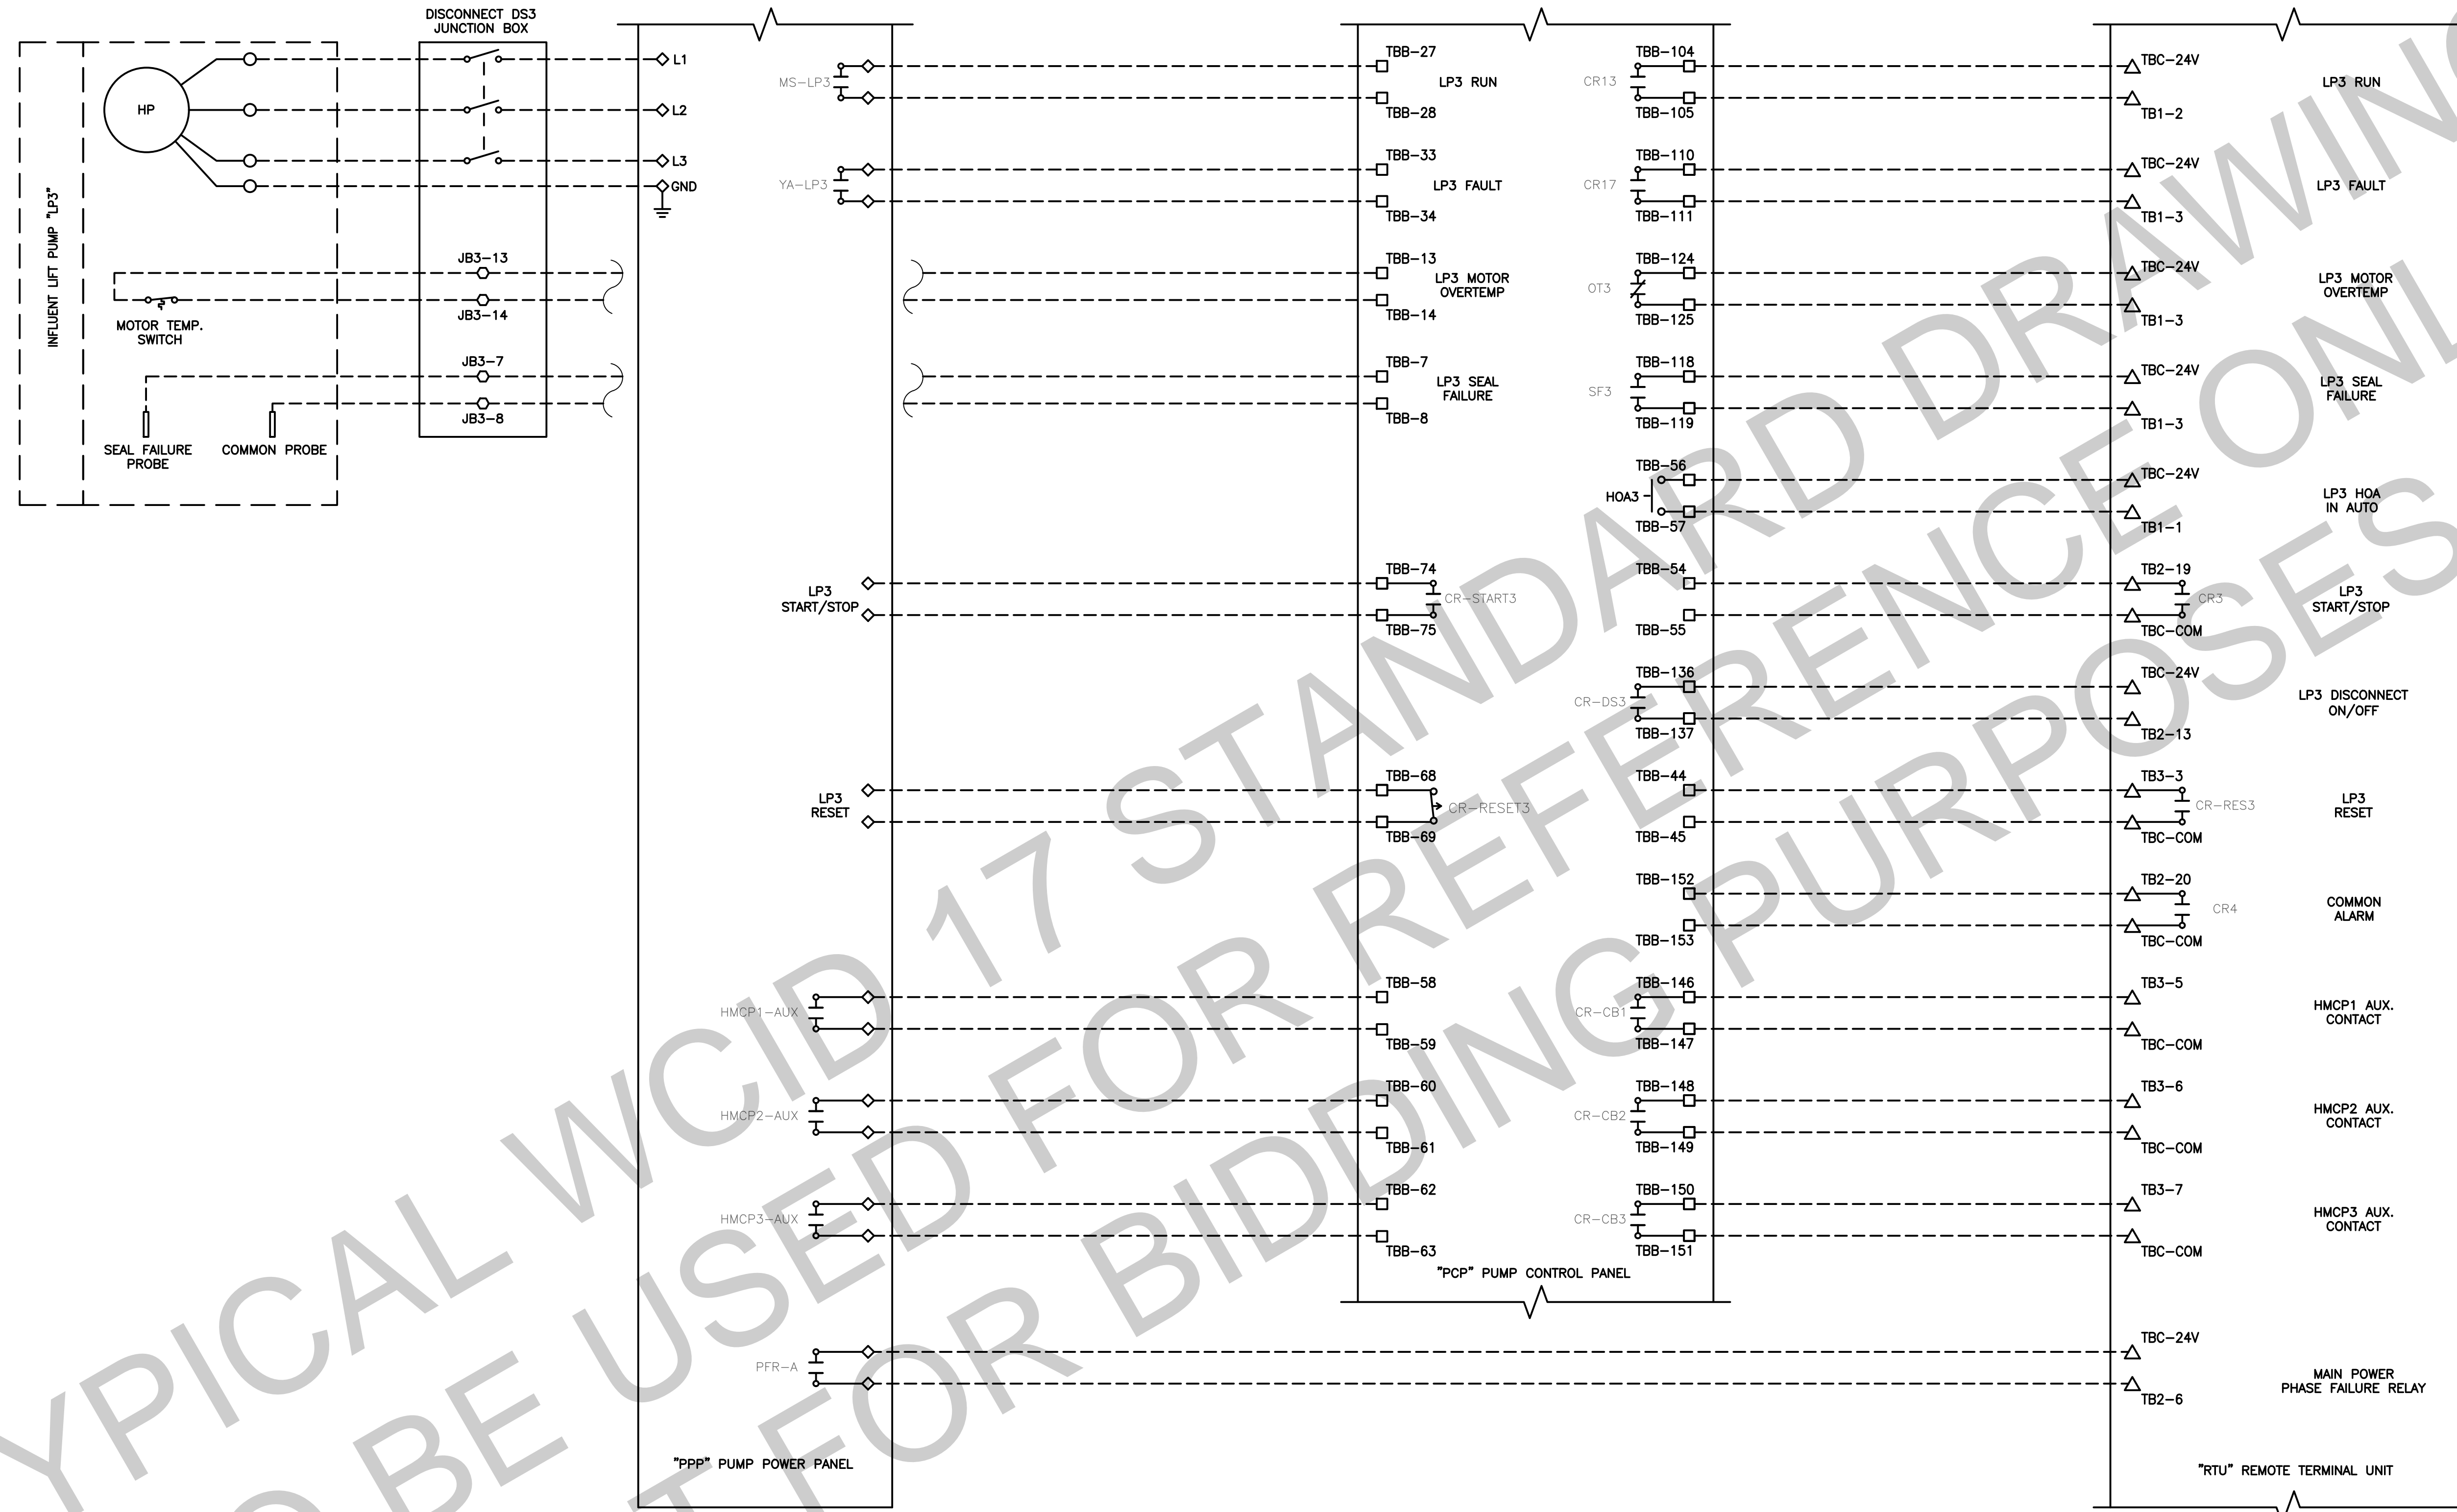 DISCONNECT DS3
JUNCTION BOX
INFLUENT LIFT PUMP "LP3"
HP
L1
L2
L3
GND
JB3-13
JB3-14
MOTOR TEMP.
SWITCH
JB3-7
JB3-8
SEAL FAILURE
PROBE
COMMON PROBE
MS-LP3
YA-LP3
LP3
START/STOP
LP3
RESET
HMCP1-AUX
HMCP2-AUX
HMCP3-AUX
PFR-A
"PPP" PUMP POWER PANEL
TBB-27
LP3 RUN
TBB-28
TBB-33
LP3 FAULT
TBB-34
TBB-13
LP3 MOTOR
OVERTEMP
TBB-14
TBB-7
LP3 SEAL
FAILURE
TBB-8
TBB-74
CR-START3
TBB-75
TBB-68
CR-RESET3
TBB-69
TBB-58
TBB-59
TBB-60
TBB-61
TBB-62
TBB-63
TBB-104
CR13
TBB-105
TBB-110
CR17
TBB-111
TBB-124
OT3
TBB-125
TBB-118
SF3
TBB-119
TBB-56
HOA3
TBB-57
TBB-54
TBB-55
TBB-136
CR-DS3
TBB-137
TBB-44
TBB-45
TBB-152
TBB-153
TBB-146
CR-CB1
TBB-147
TBB-148
CR-CB2
TBB-149
TBB-150
CR-CB3
TBB-151
"PCP" PUMP CONTROL PANEL
TBC-24V
LP3 RUN
TB1-2
TBC-24V
LP3 FAULT
TB1-3
TBC-24V
LP3 MOTOR
OVERTEMP
TB1-3
TBC-24V
LP3 SEAL
FAILURE
TB1-3
TBC-24V
LP3 HOA
IN AUTO
TB1-1
TB2-19
CR3
LP3
START/STOP
TBC-COM
TBC-24V
LP3 DISCONNECT
ON/OFF
TB2-13
TB3-3
CR-RES3
LP3
RESET
TBC-COM
TB2-20
CR4
COMMON
ALARM
TBC-COM
TB3-5
HMCP1 AUX.
CONTACT
TBC-COM
TB3-6
HMCP2 AUX.
CONTACT
TBC-COM
TB3-7
HMCP3 AUX.
CONTACT
TBC-COM
TBC-24V
MAIN POWER
PHASE FAILURE RELAY
TB2-6
"RTU" REMOTE TERMINAL UNIT
YPICAL WCID 17 STANDARD DRAWING
O BE USED FOR REFERENCE ONL
T FOR BIDDING PURPOSES